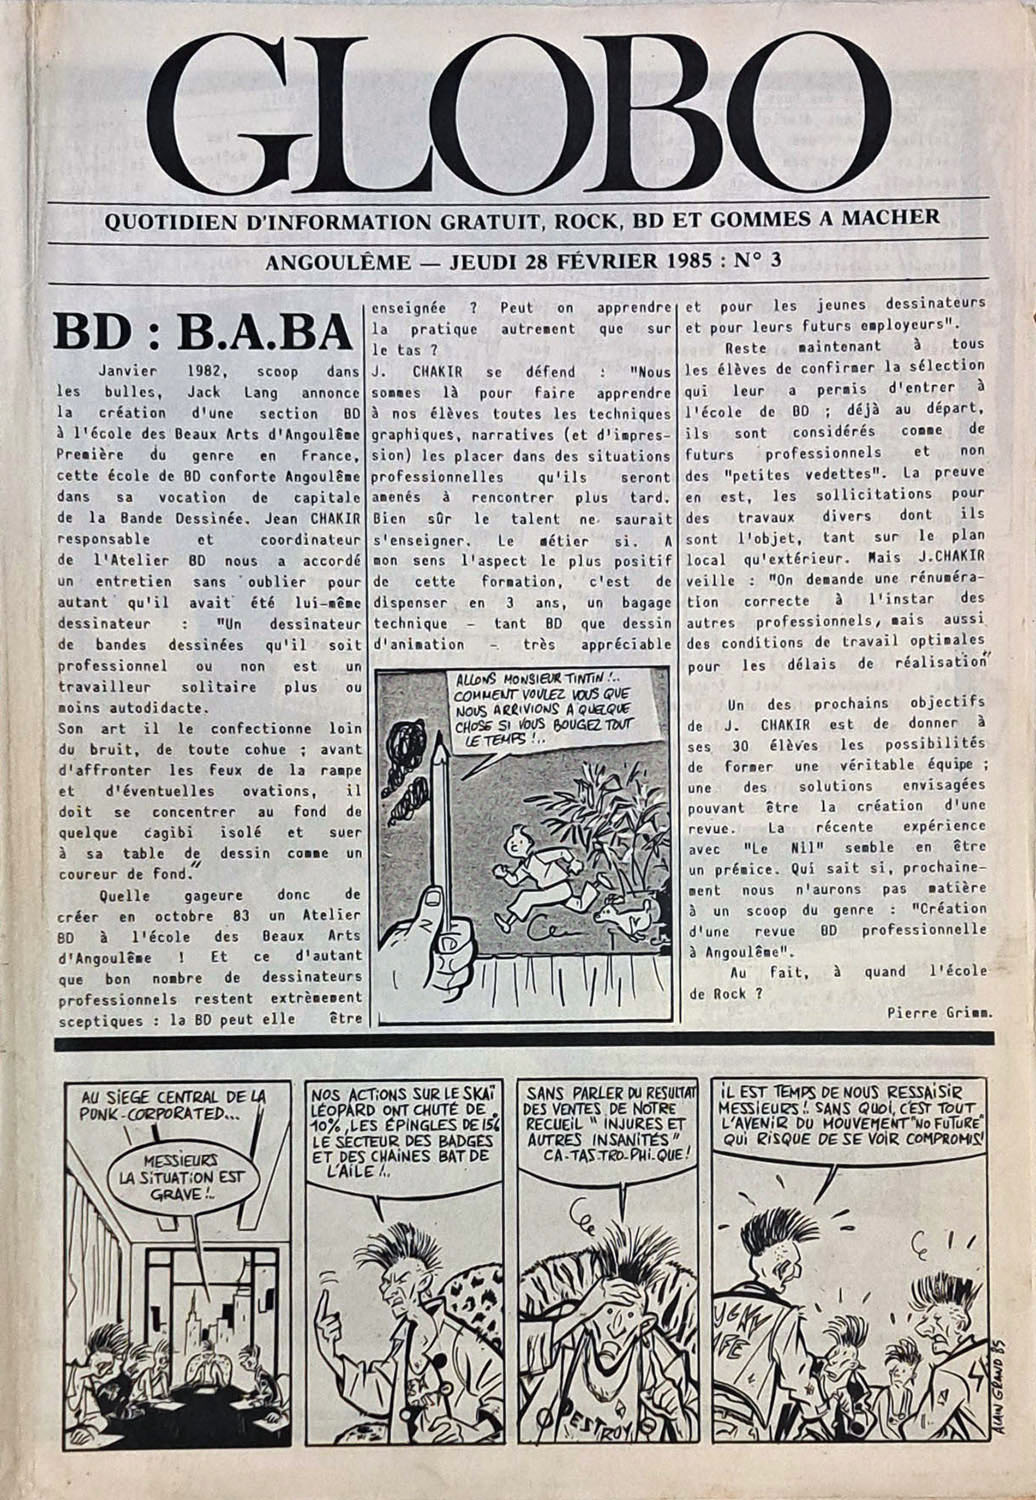 GLOBO
QUOTIDIEN D'INFORMATION GRATUIT, ROCK, BD ET GOMMES A MACHER
ANGOULÊME — JEUDI 28 FÉVRIER 1985 : N° 3
BD : B.A.BA
Janvier 1982, scoop dans
les bulles, Jack Lang annonce
la création d'une section BD
à l'école des Beaux Arts d'Angoulême
Première du genre en France,
cette école de BD conforte Angoulême
dans sa vocation de capitale
de la Bande Dessinée. Jean CHAKIR
responsable et coordinateur
de l'Atelier BD nous a accordé
un entretien sans oublier pour
autant qu'il avait été lui-même
dessinateur : "Un dessinateur
de bandes dessinées qu'il soit
professionnel ou non est un
travailleur solitaire plus ou
moins autodidacte.
Son art il le confectionne loin
du bruit, de toute cohue ; avant
d'affronter les feux de la rampe
et d'éventuelles ovations, il
doit se concentrer au fond de
quelque cagibi isolé et suer
à sa table de dessin comme un
coureur de fond."
Quelle gageure donc de
créer en octobre 83 un Atelier
BD à l'école des Beaux Arts
d'Angoulême ! Et ce d'autant
que bon nombre de dessinateurs
professionnels restent extrèmement
sceptiques : la BD peut elle être
enseignée ? Peut on apprendre
la pratique autrement que sur
le tas ?
J. CHAKIR se défend : "Nous
sommes là pour faire apprendre
à nos élèves toutes les techniques
graphiques, narratives (et d'impres-
sion) les placer dans des situations
professionnelles qu'ils seront
amenés à rencontrer plus tard.
Bien sûr le talent ne saurait
s'enseigner. Le métier si. A
mon sens l'aspect le plus positif
de cette formation, c'est de
dispenser en 3 ans, un bagage
technique - tant BD que dessin
d'animation - très appréciable
ALLONS MONSIEUR TINTIN !..
COMMENT VOULEZ VOUS QUE
NOUS ARRIVIONS A QUELQUE
CHOSE SI VOUS BOUGEZ TOUT
LE TEMPS !..
et pour les jeunes dessinateurs
et pour leurs futurs employeurs".
Reste maintenant à tous
les élèves de confirmer la sélection
qui leur a permis d'entrer à
l'école de BD ; déjà au départ,
ils sont considérés comme de
futurs professionnels et non
des "petites vedettes". La preuve
en est, les sollicitations pour
des travaux divers dont ils
sont l'objet, tant sur le plan
local qu'extérieur. Mais J.CHAKIR
veille : "On demande une rénuméra-
tion correcte à l'instar des
autres professionnels, mais aussi
des conditions de travail optimales
pour les délais de réalisation"
Un des prochains objectifs
de J. CHAKIR est de donner à
ses 30 élèves les possibilités
de former une véritable équipe ;
une des solutions envisagées
pouvant être la création d'une
revue. La récente expérience
avec "Le Nil" semble en être
un prémice. Qui sait si, prochaine-
ment nous n'aurons pas matière
à un scoop du genre : "Création
d'une revue BD professionnelle
à Angoulême".
Au fait, à quand l'école
de Rock ?
Pierre Grimm.
AU SIEGE CENTRAL DE LA
PUNK-CORPORATED...
MESSIEURS
LA SITUATION EST
GRAVE !..
NOS ACTIONS SUR LE SKAÏ
LÉOPARD ONT CHUTÉ DE
10%, LES ÉPINGLES DE 15%
LE SECTEUR DES BADGES
ET DES CHAINES BAT DE
L'AILE !..
SANS PARLER DU RESULTAT
DES VENTES DE NOTRE
RECUEIL "INJURES ET
AUTRES INSANITÉS"
CA-TAS-TRO-PHI-QUE !
DESTROY
IL EST TEMPS DE NOUS RESSAISIR
MESSIEURS !. SANS QUOI, C'EST TOUT
L'AVENIR DU MOUVEMENT "NO FUTURE"
QUI RISQUE DE SE VOIR COMPROMIS !
ALAIN GRAND 85